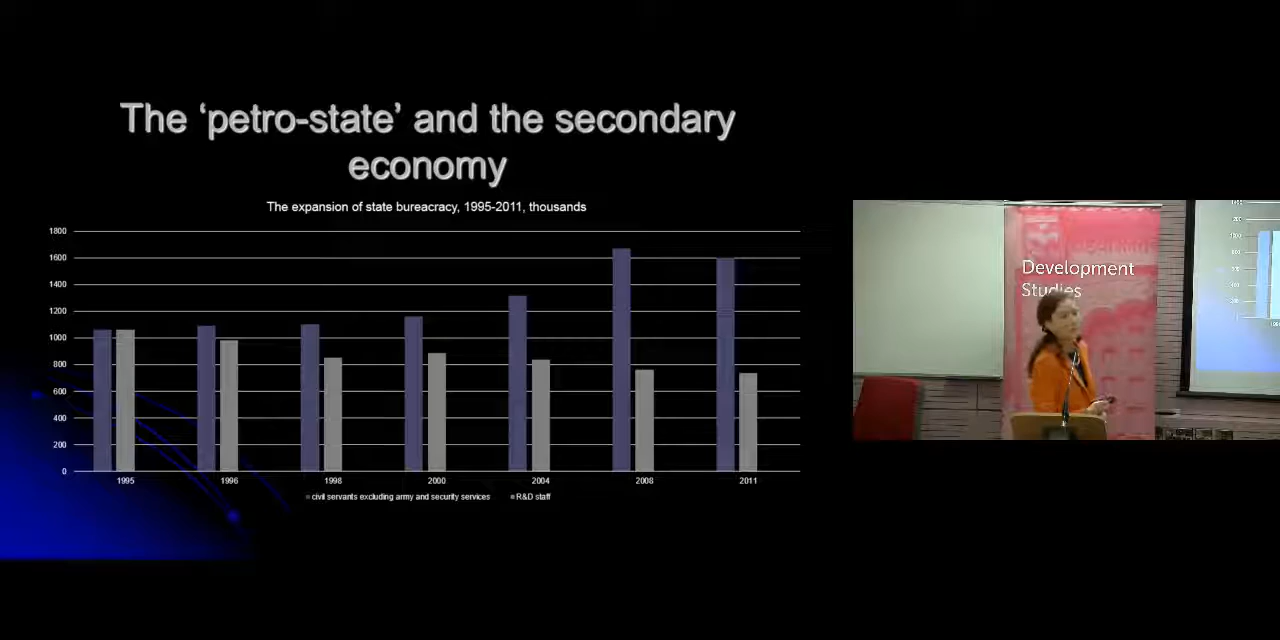 The ‘petro-state’ and the secondary
economy
The expansion of state bureacracy, 1995-2011, thousands
1800
1600
1400
1200
1000
800
600
400
200
0
1995
1996
1998
2000
2004
2008
2011
civil servants excluding army and security services
R&D staff
Development
Studies